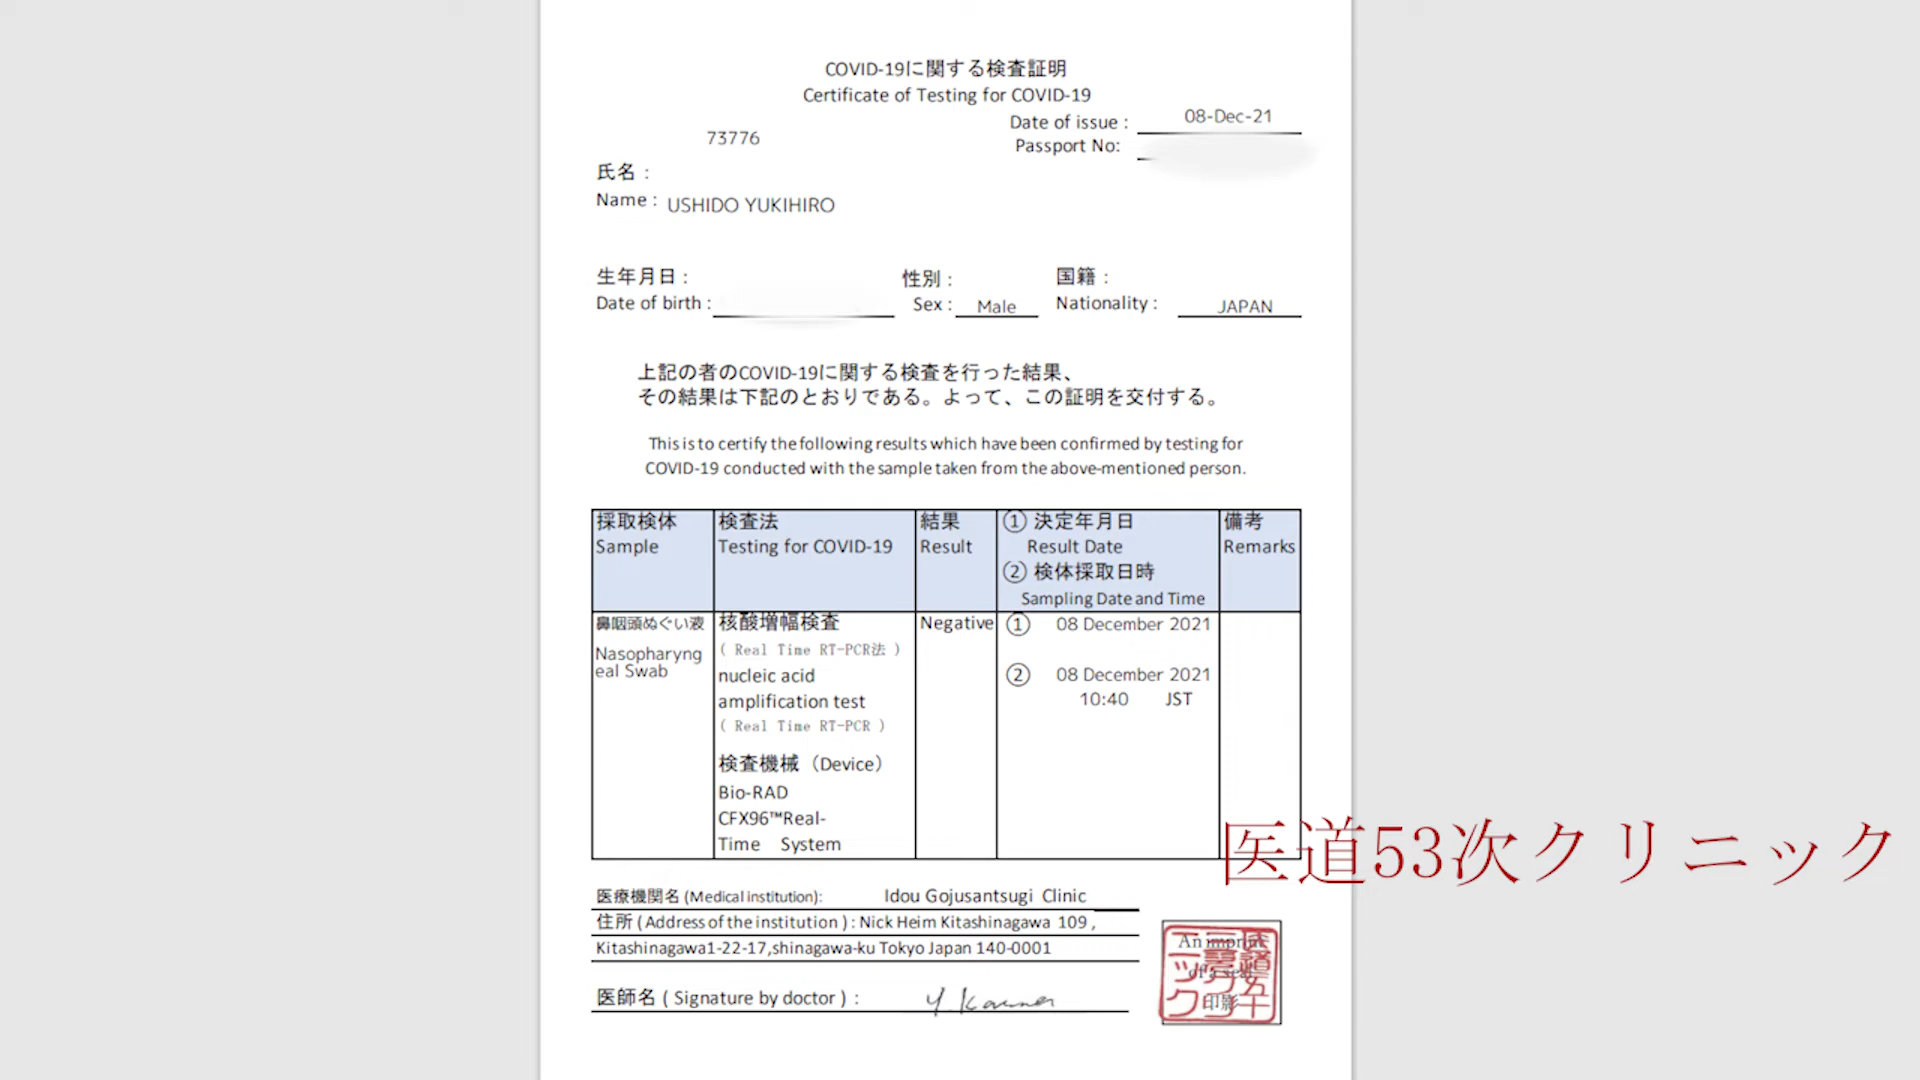 COVID-19に関する検査証明
Certificate of Testing for COVID-19
Date of issue : 08-Dec-21
73776
Passport No:
氏名 :
Name : USHIDO YUKIHIRO
生年月日 : 性別 : 国籍 :
Date of birth : Sex : Male Nationality : JAPAN
上記の者のCOVID-19に関する検査を行った結果、
その結果は下記のとおりである。よって、この証明を交付する。
This is to certify the following results which have been confirmed by testing for
COVID-19 conducted with the sample taken from the above-mentioned person.
採取検体
Sample
検査法
Testing for COVID-19
結果
Result
① 決定年月日
Result Date
② 検体採取日時
Sampling Date and Time
備考
Remarks
鼻咽頭ぬぐい液
Nasopharyng
eal Swab
核酸増幅検査
( Real Time RT-PCR法 )
nucleic acid
amplification test
( Real Time RT-PCR )
検査機械（Device）
Bio-RAD
CFX96™Real-
Time System
Negative
① 08 December 2021
② 08 December 2021
10:40 JST
医道53次クリニック
医療機関名 (Medical institution): Idou Gojusantsugi Clinic
住所 ( Address of the institution ) : Nick Heim Kitashinagawa 109 ,
Kitashinagawa1-22-17,shinagawa-ku Tokyo Japan 140-0001
医師名 ( Signature by doctor ) :
An imprint
of a seal
印影